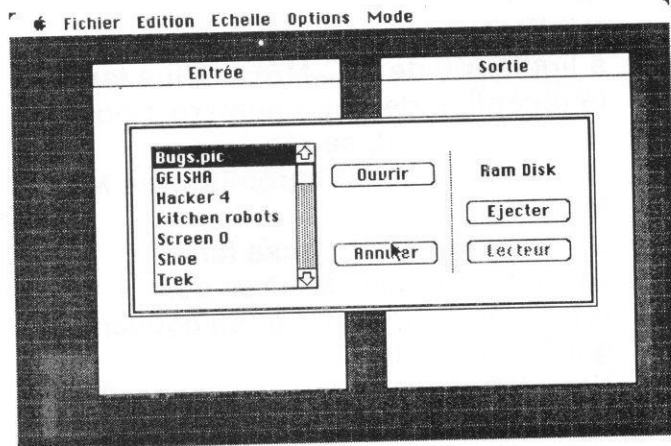 Fichier Edition Echelle Options Mode
Entrée
Sortie
Bugs.pic
GEISHA
Hacker 4
kitchen robots
Screen 0
Shoe
Trek
Ouvrir
Annuler
Ram Disk
Ejecter
Lecteur